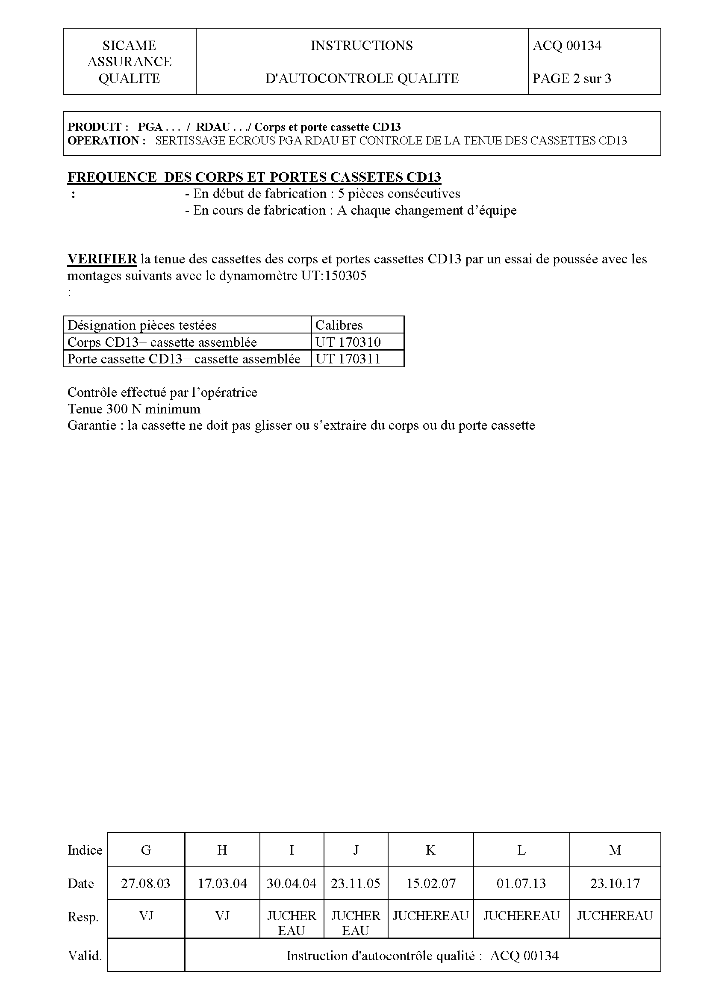 SICAME
ASSURANCE
QUALITE
INSTRUCTIONS
D'AUTOCONTROLE QUALITE
ACQ 00134
PAGE 2 sur 3
PRODUIT : PGA . . . / RDAU . . ./ Corps et porte cassette CD13
OPERATION : SERTISSAGE ECROUS PGA RDAU ET CONTROLE DE LA TENUE DES CASSETTES CD13
FREQUENCE DES CORPS ET PORTES CASSETES CD13
: - En début de fabrication : 5 pièces consécutives
- En cours de fabrication : A chaque changement d’équipe
VERIFIER la tenue des cassettes des corps et portes cassettes CD13 par un essai de poussée avec les
montages suivants avec le dynamomètre UT:150305
:
Désignation pièces testées Calibres
Corps CD13+ cassette assemblée UT 170310
Porte cassette CD13+ cassette assemblée UT 170311
Contrôle effectué par l’opératrice
Tenue 300 N minimum
Garantie : la cassette ne doit pas glisser ou s’extraire du corps ou du porte cassette
Indice G H I J K L M
Date 27.08.03 17.03.04 30.04.04 23.11.05 15.02.07 01.07.13 23.10.17
Resp. VJ VJ JUCHER JUCHER JUCHEREAU JUCHEREAU JUCHEREAU
EAU EAU
Valid. Instruction d'autocontrôle qualité : ACQ 00134